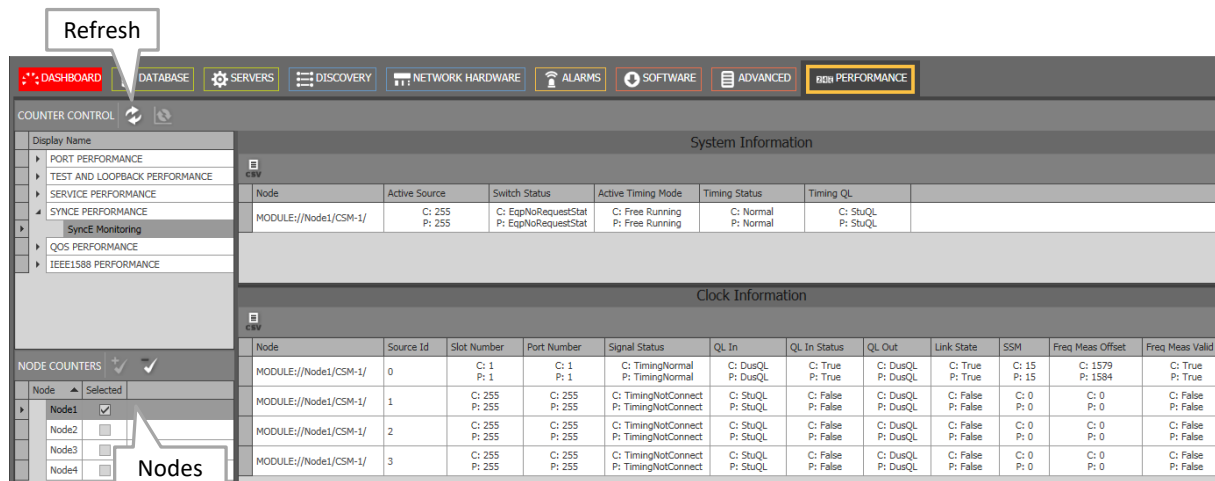 Refresh
DASHBOARD DATABASE SERVERS DISCOVERY NETWORK HARDWARE ALARMS SOFTWARE ADVANCED PERFORMANCE
COUNTER CONTROL
Display Name
PORT PERFORMANCE
TEST AND LOOPBACK PERFORMANCE
SERVICE PERFORMANCE
SYNCE PERFORMANCE
SyncE Monitoring
QOS PERFORMANCE
IEEE1588 PERFORMANCE
System Information
CSV
Node Active Source Switch Status Active Timing Mode Timing Status Timing QL
MODULE://Node1/CSM-1/
C: 255 C: EqpNoRequestStat C: Free Running C: Normal C: StuQL
P: 255 P: EqpNoRequestStat P: Free Running P: Normal P: StuQL
Clock Information
CSV
Node Source Id Slot Number Port Number Signal Status QL In QL In Status QL Out Link State SSM Freq Meas Offset Freq Meas Valid
MODULE://Node1/CSM-1/ 0
C: 1 C: 1 C: TimingNormal C: DusQL C: True C: DusQL C: True C: 15 C: 1579 C: True
P: 1 P: 1 P: TimingNormal P: DusQL P: True P: DusQL P: True P: 15 P: 1584 P: True
MODULE://Node1/CSM-1/ 1
C: 255 C: 255 C: TimingNotConnect C: StuQL C: False C: DusQL C: False C: 0 C: 0 C: False
P: 255 P: 255 P: TimingNotConnect P: StuQL P: False P: DusQL P: False P: 0 P: 0 P: False
MODULE://Node1/CSM-1/ 2
C: 255 C: 255 C: TimingNotConnect C: StuQL C: False C: DusQL C: False C: 0 C: 0 C: False
P: 255 P: 255 P: TimingNotConnect P: StuQL P: False P: DusQL P: False P: 0 P: 0 P: False
MODULE://Node1/CSM-1/ 3
C: 255 C: 255 C: TimingNotConnect C: StuQL C: False C: DusQL C: False C: 0 C: 0 C: False
P: 255 P: 255 P: TimingNotConnect P: StuQL P: False P: DusQL P: False P: 0 P: 0 P: False
NODE COUNTERS
Node Selected
Node1
Node2
Node3
Node4
Nodes